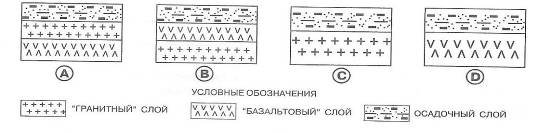 A B C D
УСЛОВНЫЕ ОБОЗНАЧЕНИЯ
"ГРАНИТНЫЙ" СЛОЙ "БАЗАЛЬТОВЫЙ" СЛОЙ ОСАДОЧНЫЙ СЛОЙ